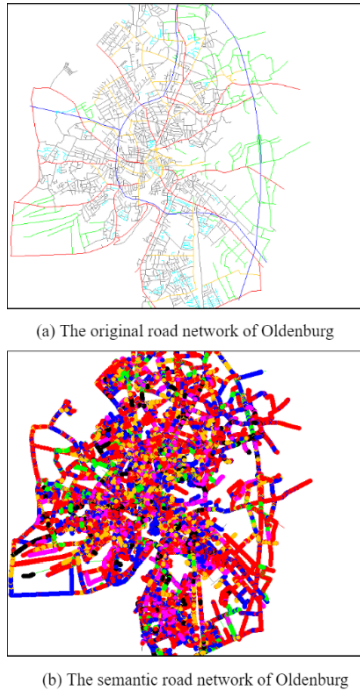 (a) The original road network of Oldenburg
(b) The semantic road network of Oldenburg